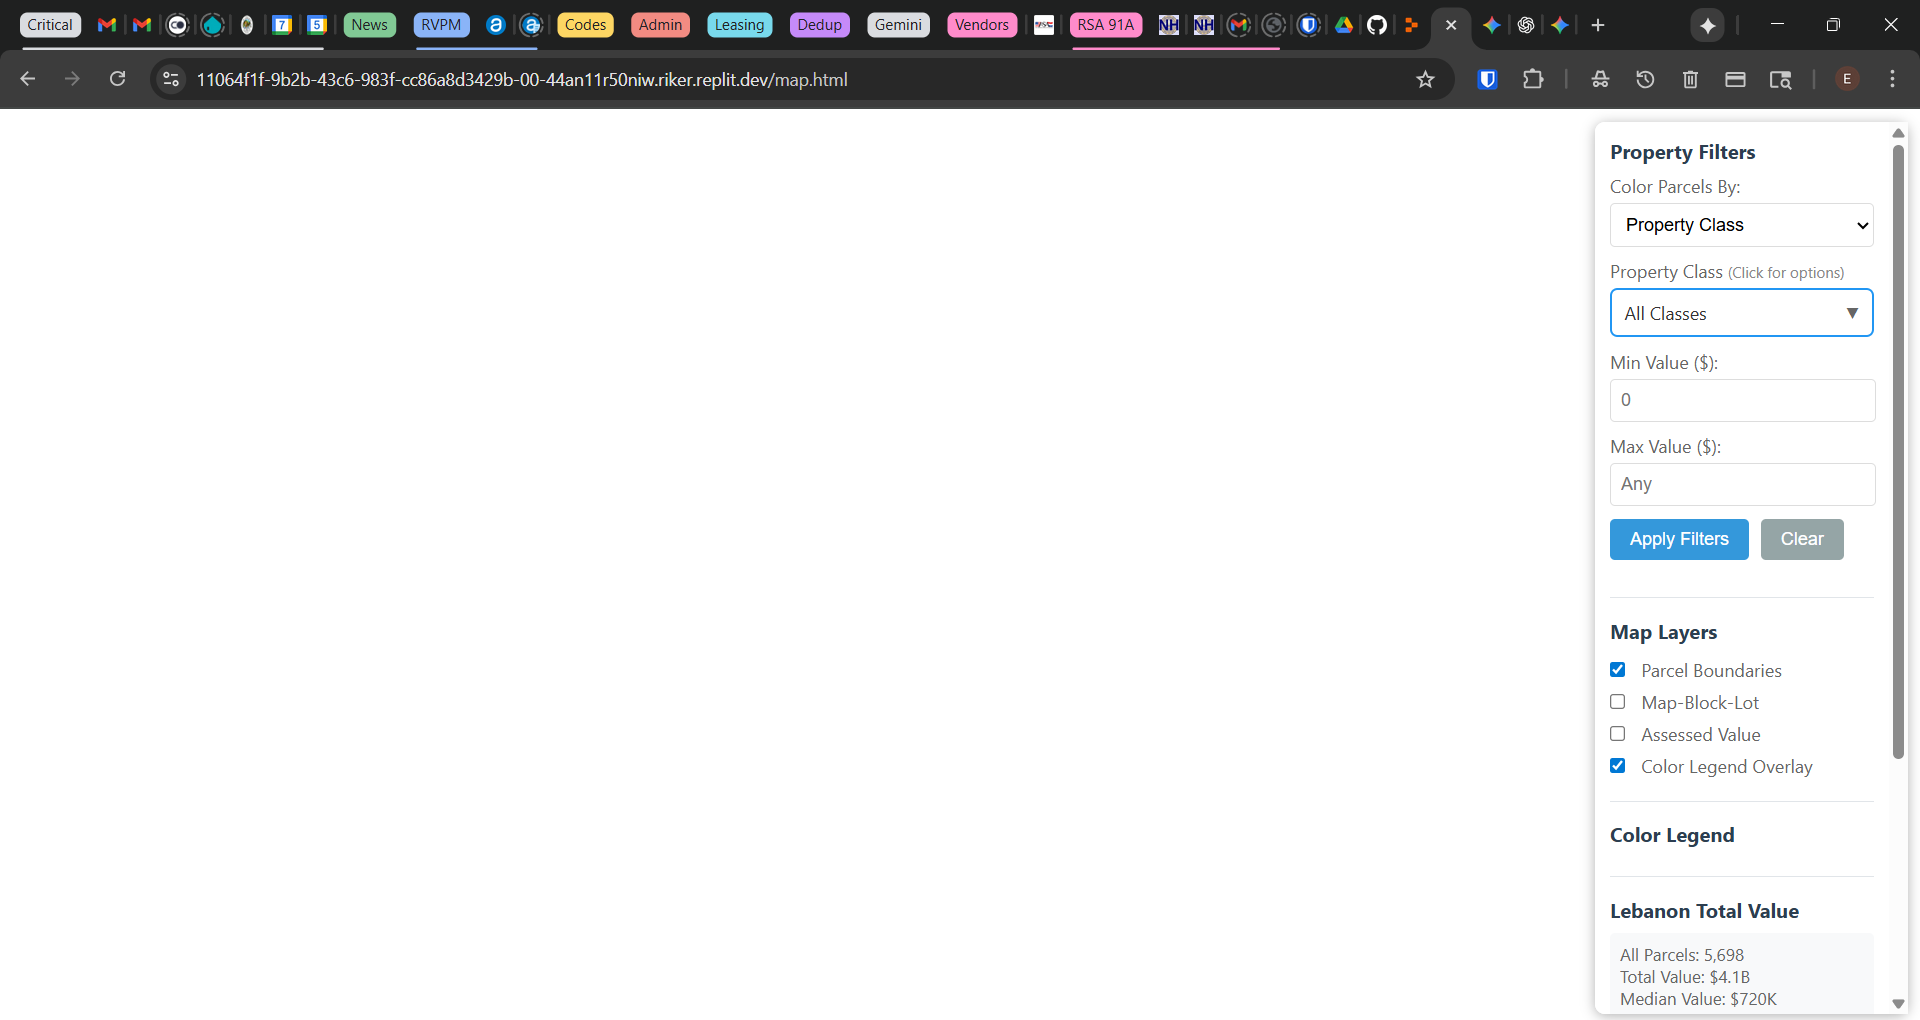 Critical
7
5
News
RVPM
Codes
Admin
Leasing
Dedup
Gemini
Vendors
RSA 91A
NH
NH
11064f1f-9b2b-43c6-983f-cc86a8d3429b-00-44an11r50niw.riker.replit.dev/map.html
E
Property Filters
Color Parcels By:
Property Class
Property Class (Click for options)
All Classes
Min Value ($):
0
Max Value ($):
Any
Apply Filters
Clear
Map Layers
Parcel Boundaries
Map-Block-Lot
Assessed Value
Color Legend Overlay
Color Legend
Lebanon Total Value
All Parcels: 5,698
Total Value: $4.1B
Median Value: $720K